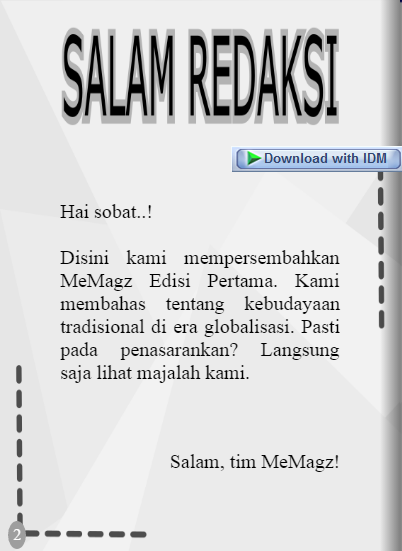 SALAM REDAKSI
Download with IDM
Hai sobat..!
Disini kami mempersembahkan
MeMagz Edisi Pertama. Kami
membahas tentang kebudayaan
tradisional di era globalisasi. Pasti
pada penasarankan? Langsung
saja lihat majalah kami.
Salam, tim MeMagz!
2